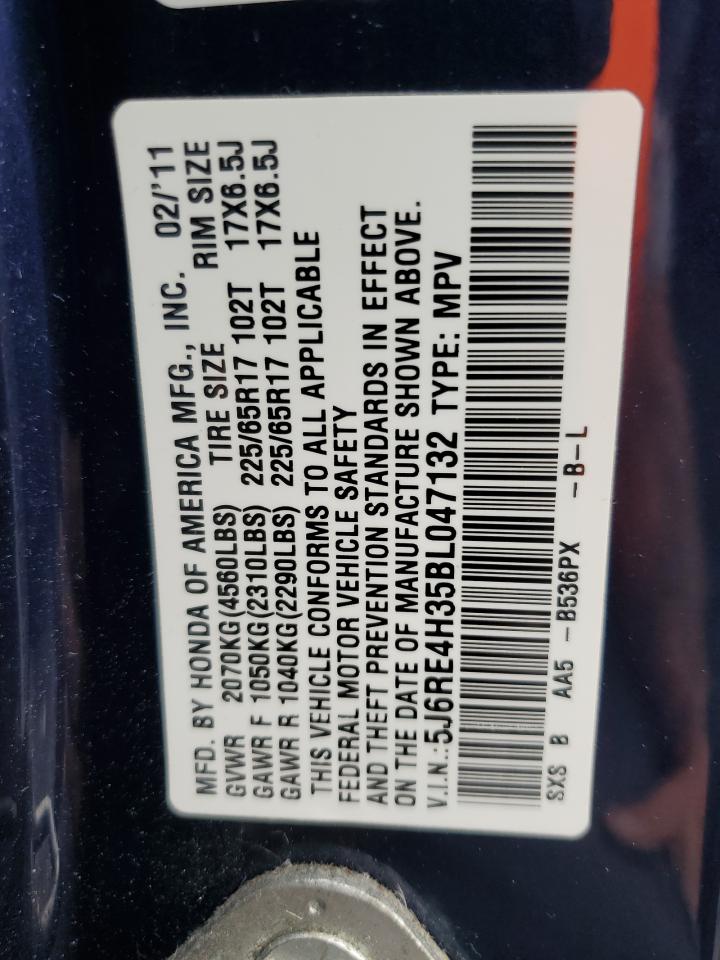 MFD. BY HONDA OF AMERICA MFG., INC. 02/'11
GVWR 2070KG(4560LBS) TIRE SIZE RIM SIZE
GAWR F 1050KG(2310LBS) 225/65R17 102T 17X6.5J
GAWR R 1040KG(2290LBS) 225/65R17 102T 17X6.5J
THIS VEHICLE CONFORMS TO ALL APPLICABLE
FEDERAL MOTOR VEHICLE SAFETY
AND THEFT PREVENTION STANDARDS IN EFFECT
ON THE DATE OF MANUFACTURE SHOWN ABOVE.
V.I.N.:5J6RE4H35BL047132 TYPE: MPV
SXS B AA5 -B536PX -B-L